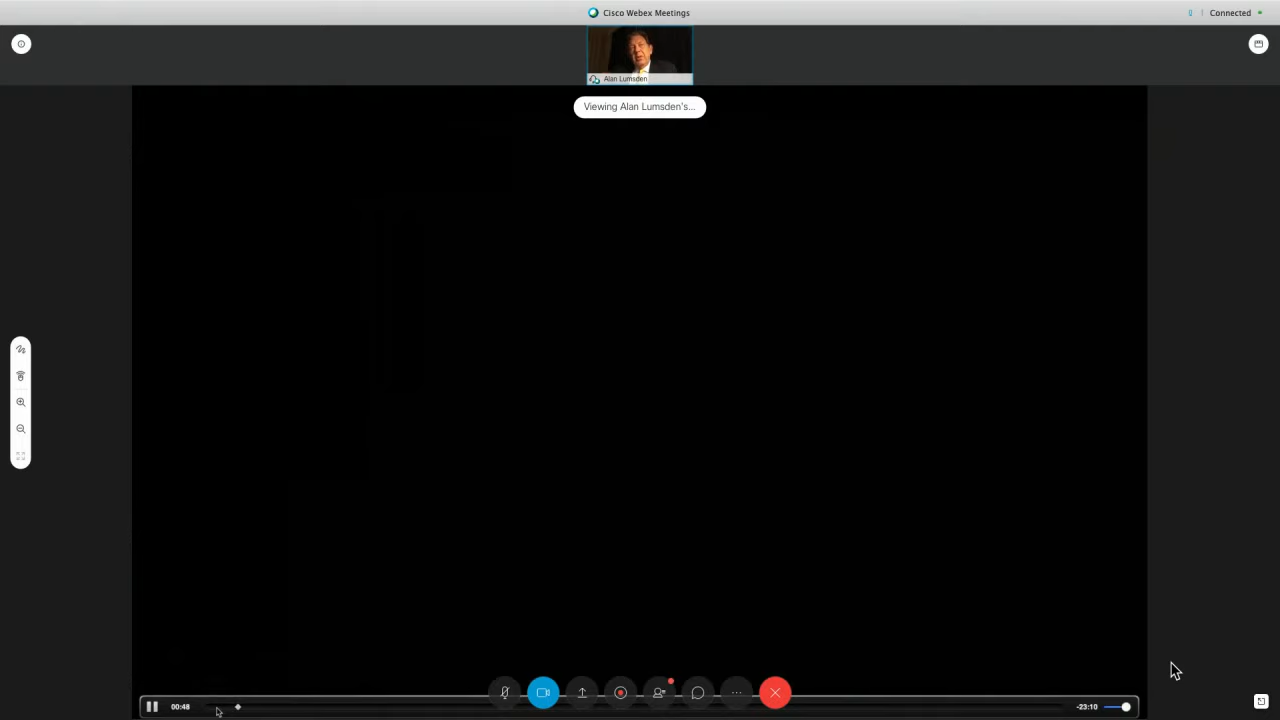 Cisco Webex Meetings
Connected
Alan Lumsden
Viewing Alan Lumsden's...
00:48
-23:10